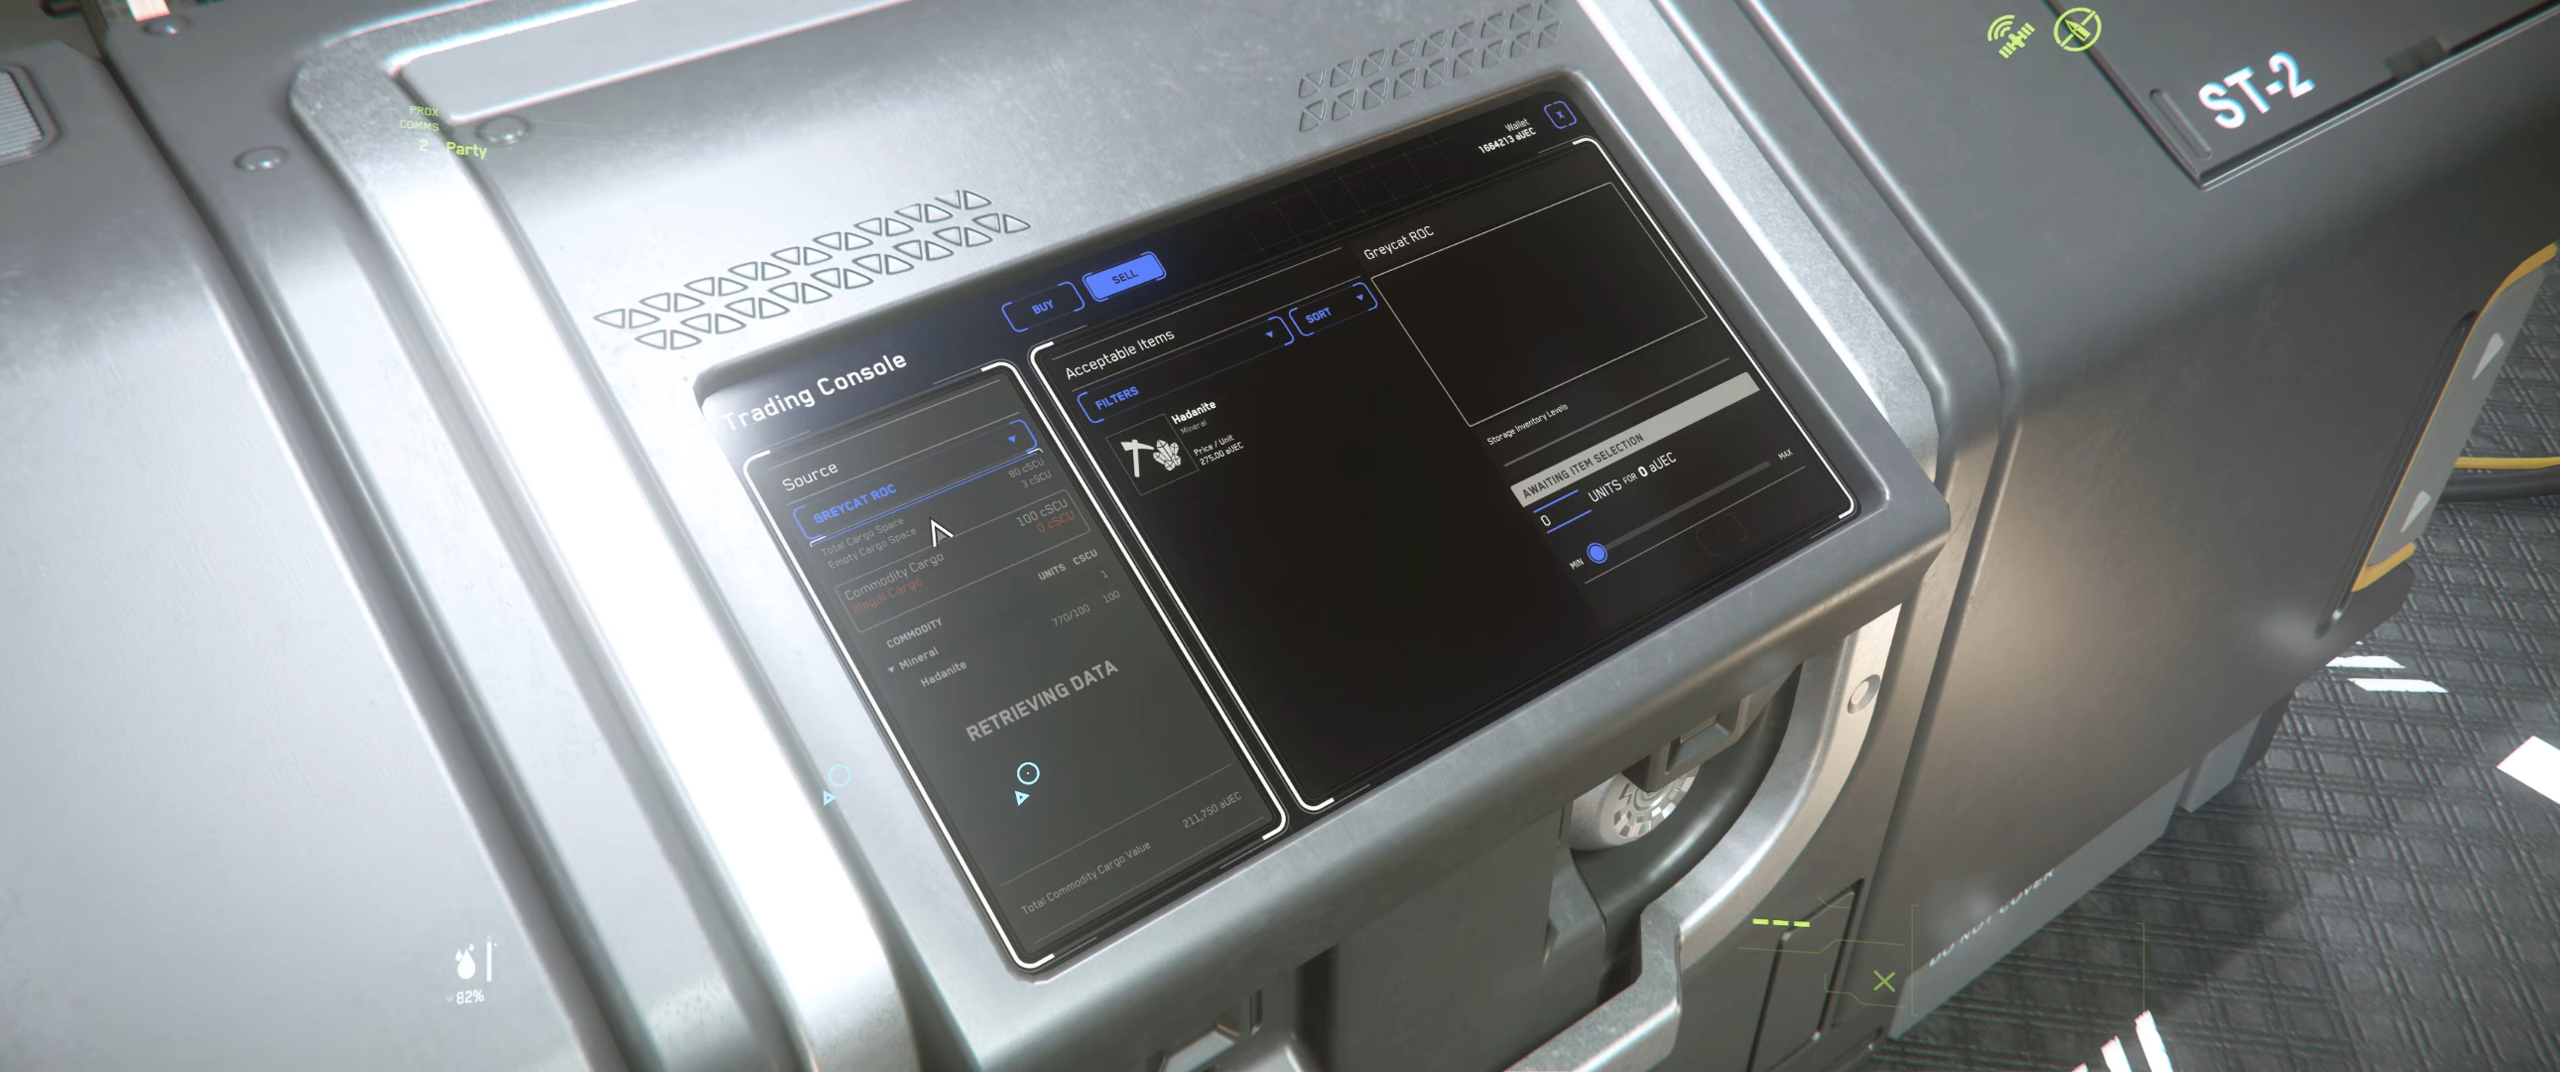 ST-2
PROX
COMMS
2 Party
Wallet
1664213 aUEC
X
Trading Console
BUY
SELL
Source
GREYCAT ROC
Total Cargo Space 80 cSCU
Empty Cargo Space 3 cSCU
Commodity Cargo 100 cSCU
Illegal Cargo 0 cSCU
COMMODITY UNITS CSCU
Mineral 1
Hadanite 770/100 100
RETRIEVING DATA
Total Commodity Cargo Value 211,750 aUEC
Acceptable Items
FILTERS
SORT
Hadanite
Mineral
Price / Unit
275.00 aUEC
Greycat ROC
Storage Inventory Levels
AWAITING ITEM SELECTION
0 UNITS FOR 0 aUEC
MIN
MAX
82%
DO NOT COVER